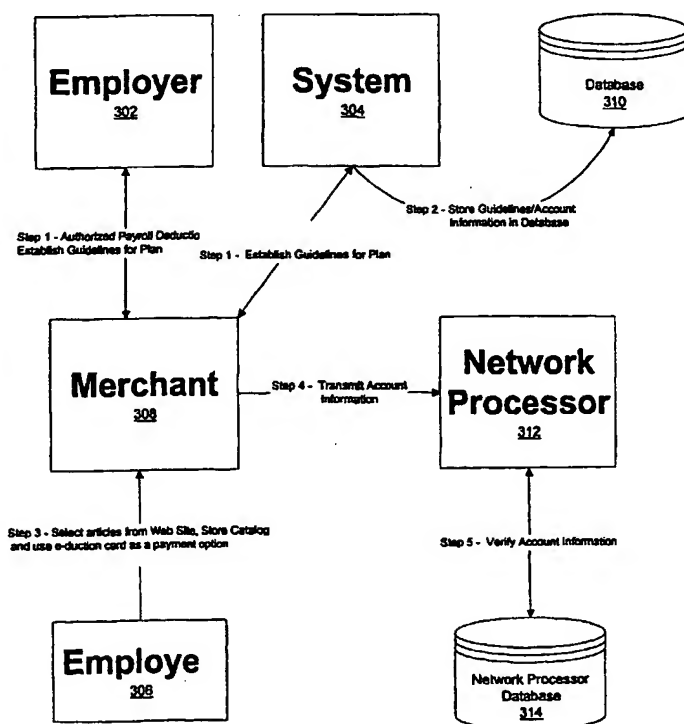 Employer
302
System
304
Database
310
Step 2 - Store Guidelines/Account
Information in Database
Step 1 - Authorized Payroll Deductio
Establish Guidelines for Plan
Step 1 - Establish Guidelines for Plan
Merchant
308
Step 4 - Transmit Account
Information
Network
Processor
312
Step 3 - Select articles from Web Site, Store Catalog
and use e-duction card as a payment option
Step 5 - Verify Account Information
Employe
306
Network Processor
Database
314